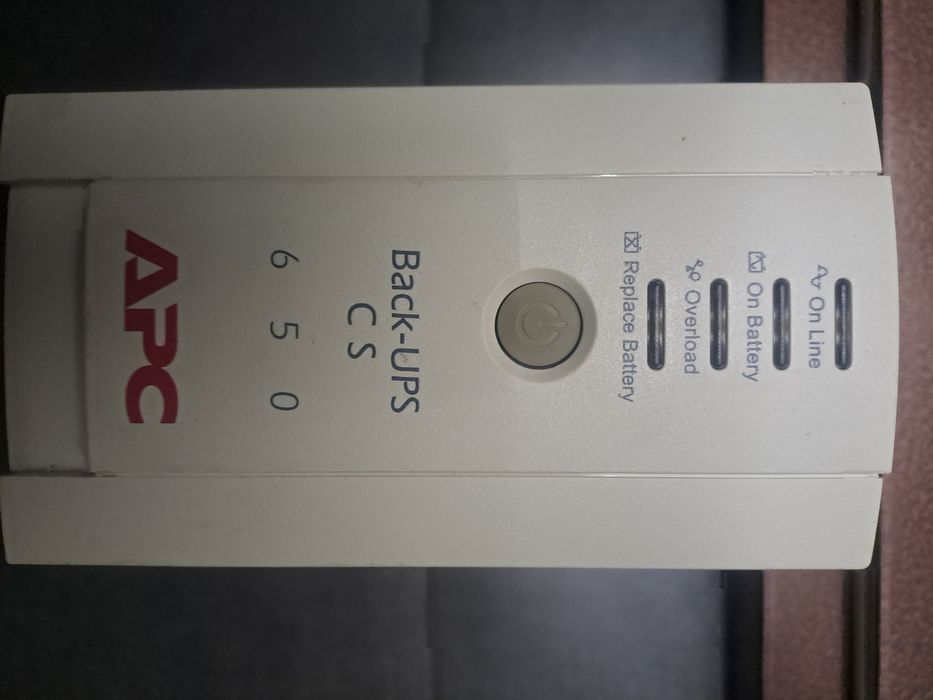 On Line
On Battery
Overload
Replace Battery
Back-UPS
CS
650
APC